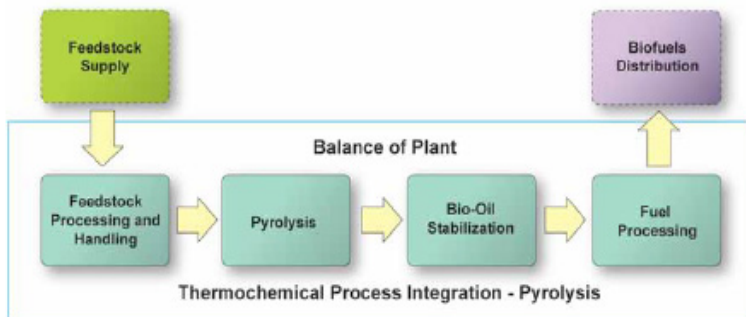 Feedstock
Supply
Biofuels
Distribution
Balance of Plant
Feedstock
Processing and
Handling
Pyrolysis
Bio-Oil
Stabilization
Fuel
Processing
Thermochemical Process Integration - Pyrolysis